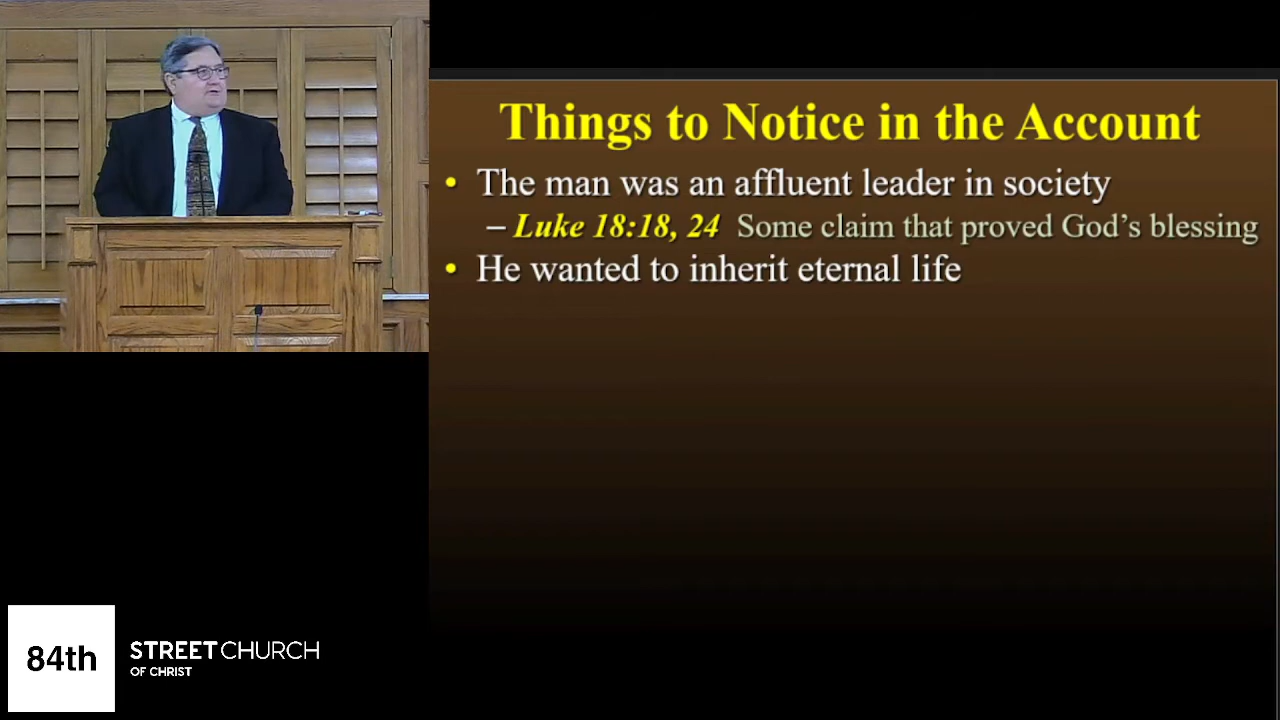 Things to Notice in the Account
• The man was an affluent leader in society
– Luke 18:18, 24 Some claim that proved God's blessing
• He wanted to inherit eternal life
84th
STREET CHURCH
OF CHRIST